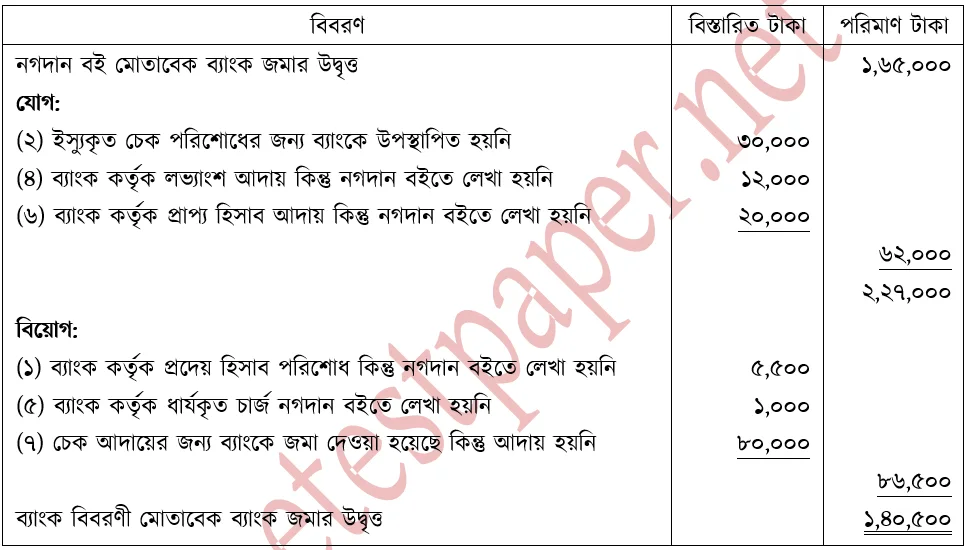 বিবরণ বিস্তারিত টাকা পরিমাণ টাকা
নগদান বই মোতাবেক ব্যাংক জমার উদ্বৃত্ত ১,৬৫,০০০
যোগ:
(২) ইস্যুকৃত চেক পরিশোধের জন্য ব্যাংকে উপস্থাপিত হয়নি ৩০,০০০
(৪) ব্যাংক কর্তৃক লভ্যাংশ আদায় কিন্তু নগদান বইতে লেখা হয়নি ১২,০০০
(৬) ব্যাংক কর্তৃক প্রাপ্য হিসাব আদায় কিন্তু নগদান বইতে লেখা হয়নি ২০,০০০
৬২,০০০
২,২৭,০০০
বিয়োগ:
(১) ব্যাংক কর্তৃক প্রদেয় হিসাব পরিশোধ কিন্তু নগদান বইতে লেখা হয়নি ৫,৫০০
(৫) ব্যাংক কর্তৃক ধার্যকৃত চার্জ নগদান বইতে লেখা হয়নি ১,০০০
(৭) চেক আদায়ের জন্য ব্যাংকে জমা দেওয়া হয়েছে কিন্তু আদায় হয়নি ৮০,০০০
৮৬,৫০০
ব্যাংক বিবরণী মোতাবেক ব্যাংক জমার উদ্বৃত্ত ১,৪০,৫০০
etestpaper.net